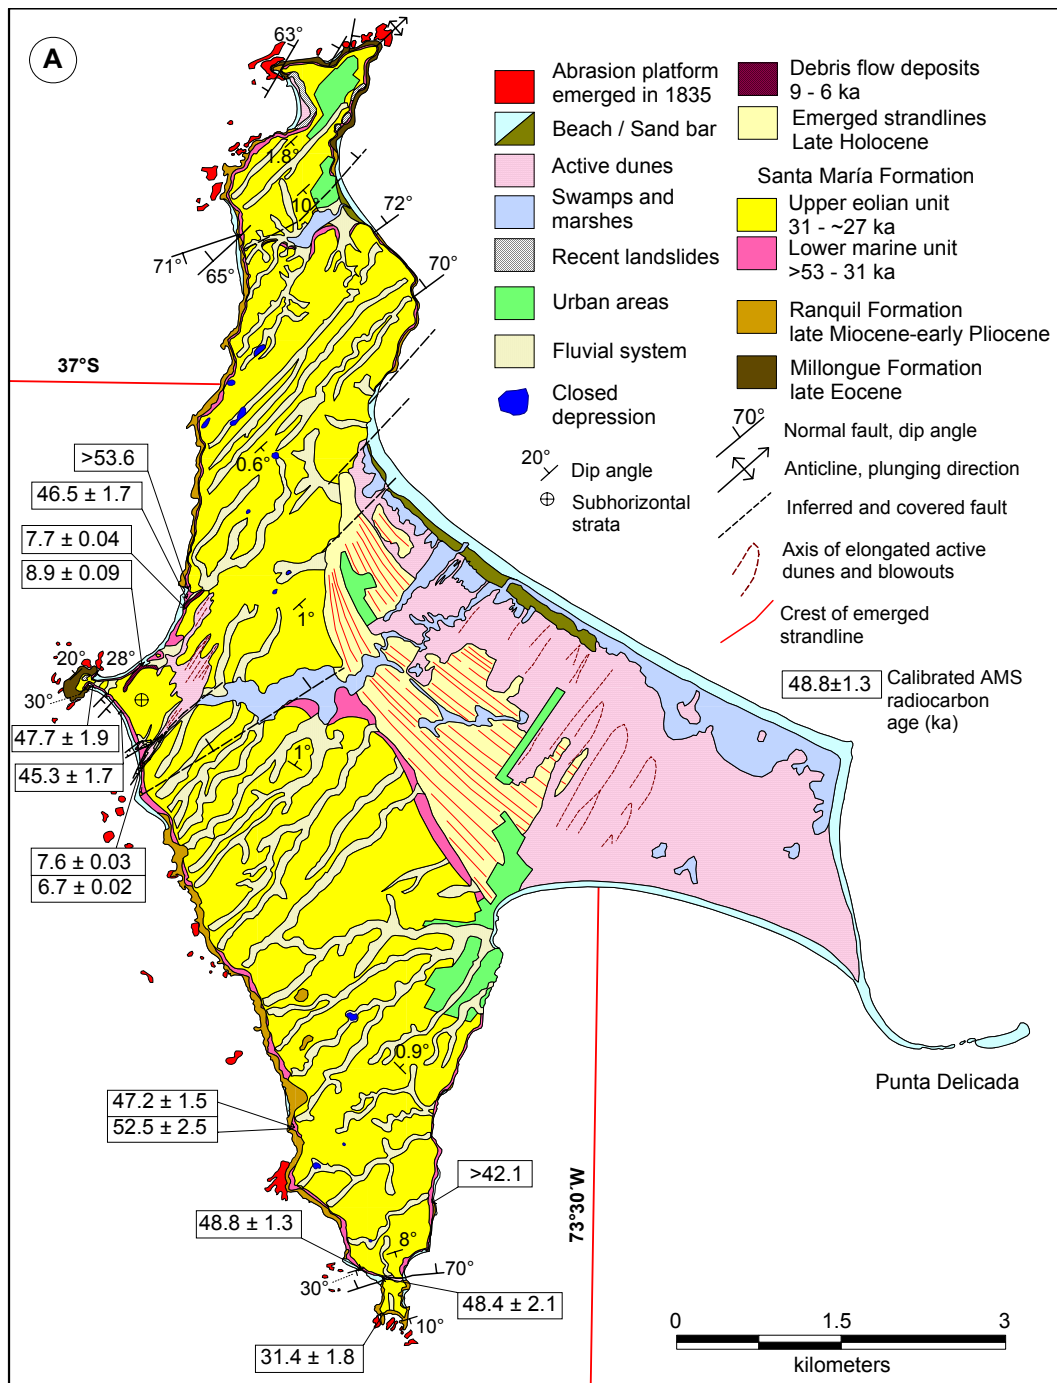 A
63°
1.8°
10°
72°
71°
65°
70°
37°S
0.6°
>53.6
46.5 ± 1.7
7.7 ± 0.04
8.9 ± 0.09
1°
20°
28°
30°
47.7 ± 1.9
45.3 ± 1.7
1°
7.6 ± 0.03
6.7 ± 0.02
0.9°
47.2 ± 1.5
52.5 ± 2.5
>42.1
48.8 ± 1.3
8°
30°
70°
48.4 ± 2.1
10°
31.4 ± 1.8
73°30´W
Punta Delicada
Abrasion platform
emerged in 1835
Beach / Sand bar
Active dunes
Swamps and
marshes
Recent landslides
Urban areas
Fluvial system
Closed
depression
20°
Dip angle
Subhorizontal
strata
Debris flow deposits
9 - 6 ka
Emerged strandlines
Late Holocene
Santa María Formation
Upper eolian unit
31 - ~27 ka
Lower marine unit
>53 - 31 ka
Ranquil Formation
late Miocene-early Pliocene
Millongue Formation
late Eocene
70°
Normal fault, dip angle
Anticline, plunging direction
Inferred and covered fault
Axis of elongated active
dunes and blowouts
Crest of emerged
strandline
48.8±1.3
Calibrated AMS
radiocarbon
age (ka)
0
1.5
3
kilometers